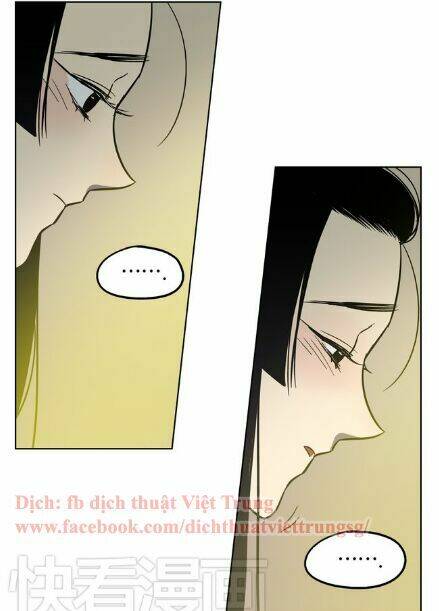 .......
Dịch: fb dịch thuật Việt Trung
www.facebook.com/dichthuatviettrungsg/
.......
快看漫画